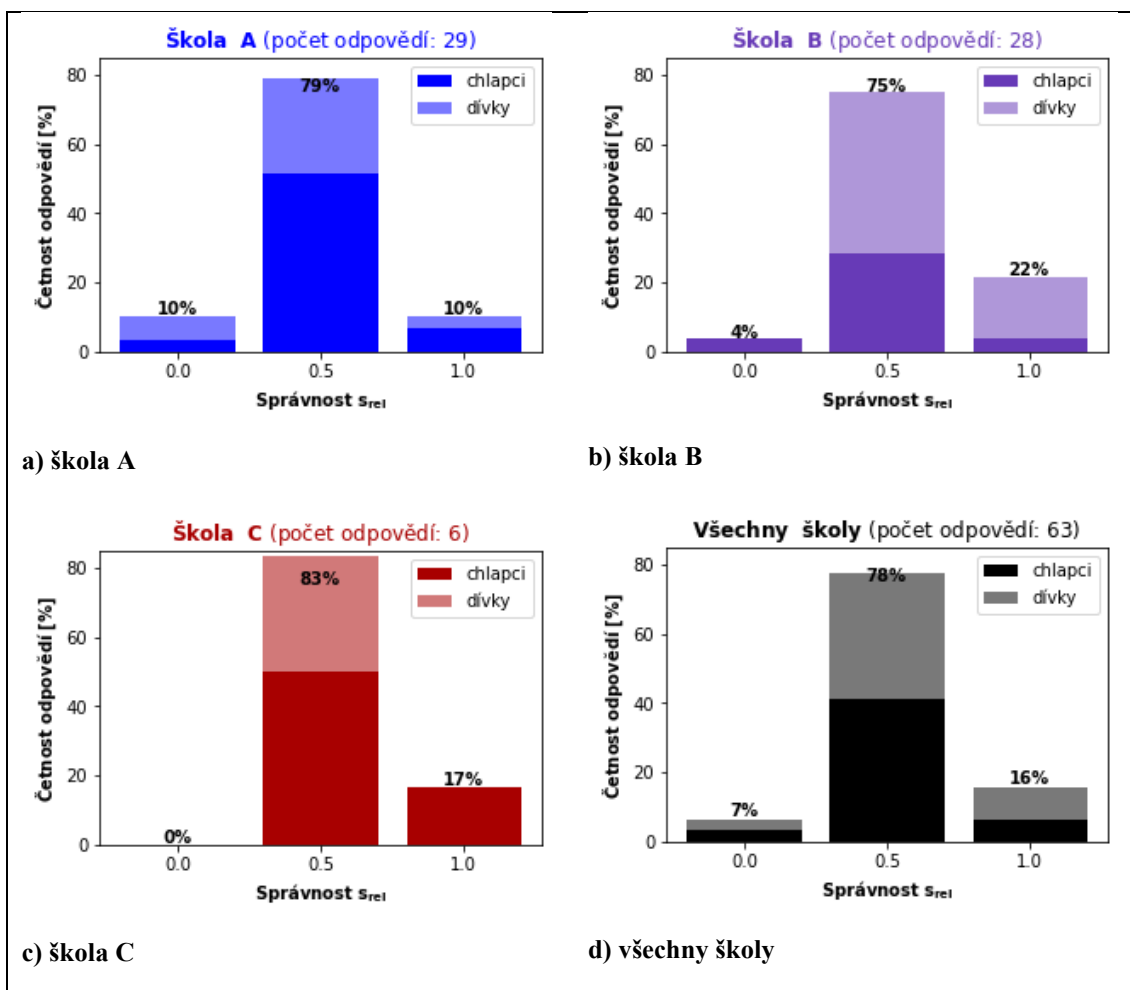 Škola A (počet odpovědí: 29)
Četnost odpovědí [%]
80
60
40
20
0
79%
10%
10%
chlapci
dívky
0.0 0.5 1.0
Správnost s_rel
a) škola A
Škola B (počet odpovědí: 28)
Četnost odpovědí [%]
80
60
40
20
0
75%
4%
22%
chlapci
dívky
0.0 0.5 1.0
Správnost s_rel
b) škola B
Škola C (počet odpovědí: 6)
Četnost odpovědí [%]
80
60
40
20
0
83%
0%
17%
chlapci
dívky
0.0 0.5 1.0
Správnost s_rel
c) škola C
Všechny školy (počet odpovědí: 63)
Četnost odpovědí [%]
80
60
40
20
0
78%
7%
16%
chlapci
dívky
0.0 0.5 1.0
Správnost s_rel
d) všechny školy